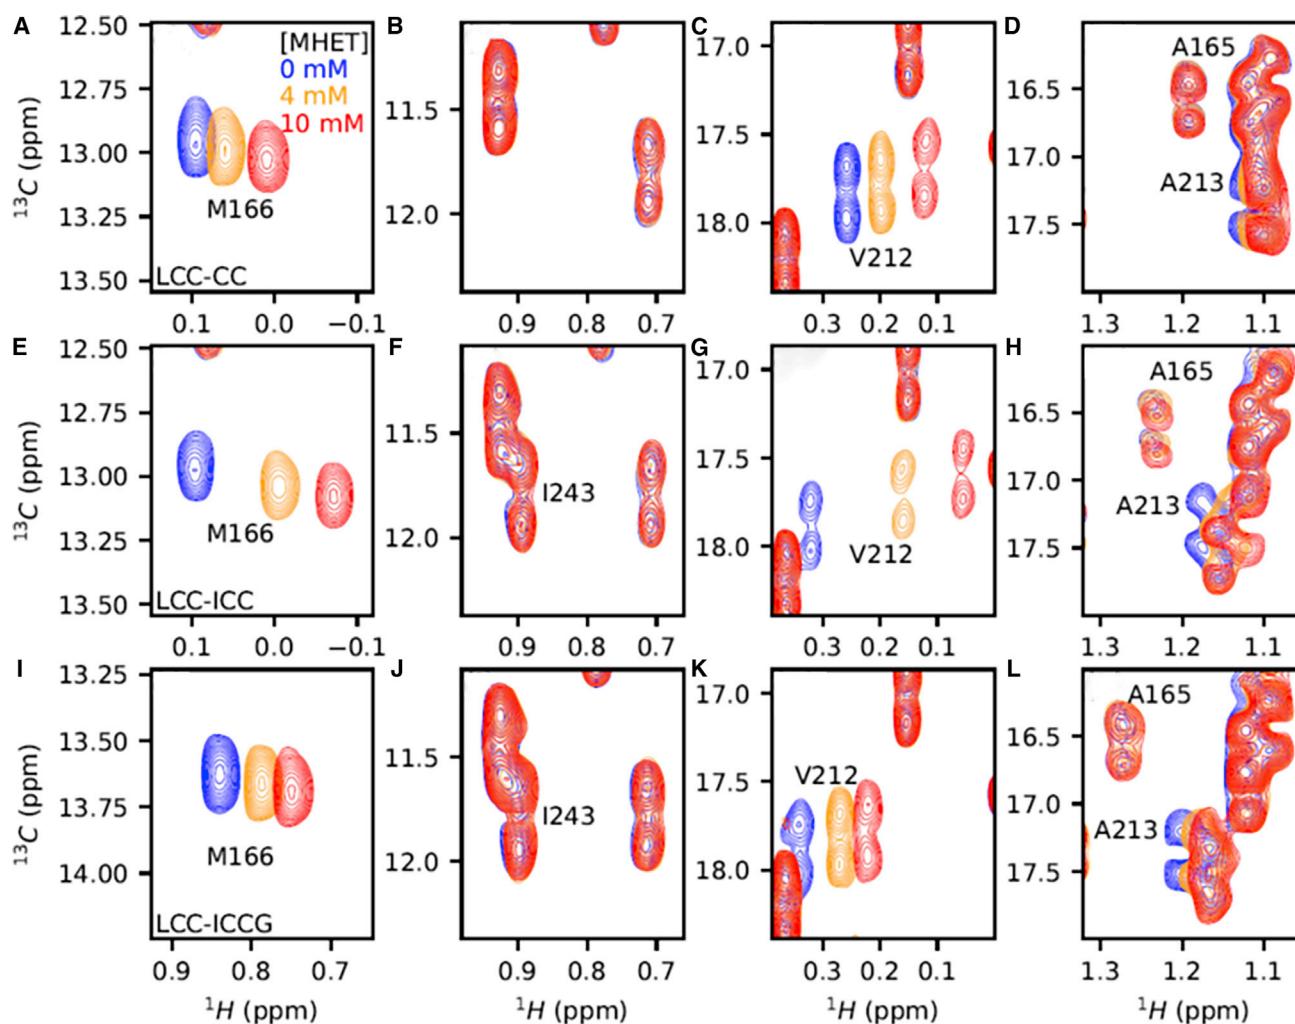 A B C D
12.50
12.75
13.00
13.25
13.50
¹³C (ppm)
[MHET]
0 mM
4 mM
10 mM
M166
LCC-CC
0.1 0.0 −0.1
11.5
12.0
0.9 0.8 0.7
17.0
17.5
18.0
V212
0.3 0.2 0.1
16.5
17.0
17.5
A165
A213
1.3 1.2 1.1
E F G H
12.50
12.75
13.00
13.25
13.50
¹³C (ppm)
M166
LCC-ICC
0.1 0.0 −0.1
11.5
12.0
I243
0.9 0.8 0.7
17.0
17.5
18.0
V212
0.3 0.2 0.1
16.5
17.0
17.5
A165
A213
1.3 1.2 1.1
I J K L
13.25
13.50
13.75
14.00
¹³C (ppm)
M166
LCC-ICCG
0.9 0.8 0.7
¹H (ppm)
11.5
12.0
I243
0.9 0.8 0.7
¹H (ppm)
17.0
17.5
18.0
V212
0.3 0.2 0.1
¹H (ppm)
16.5
17.0
17.5
A165
A213
1.3 1.2 1.1
¹H (ppm)